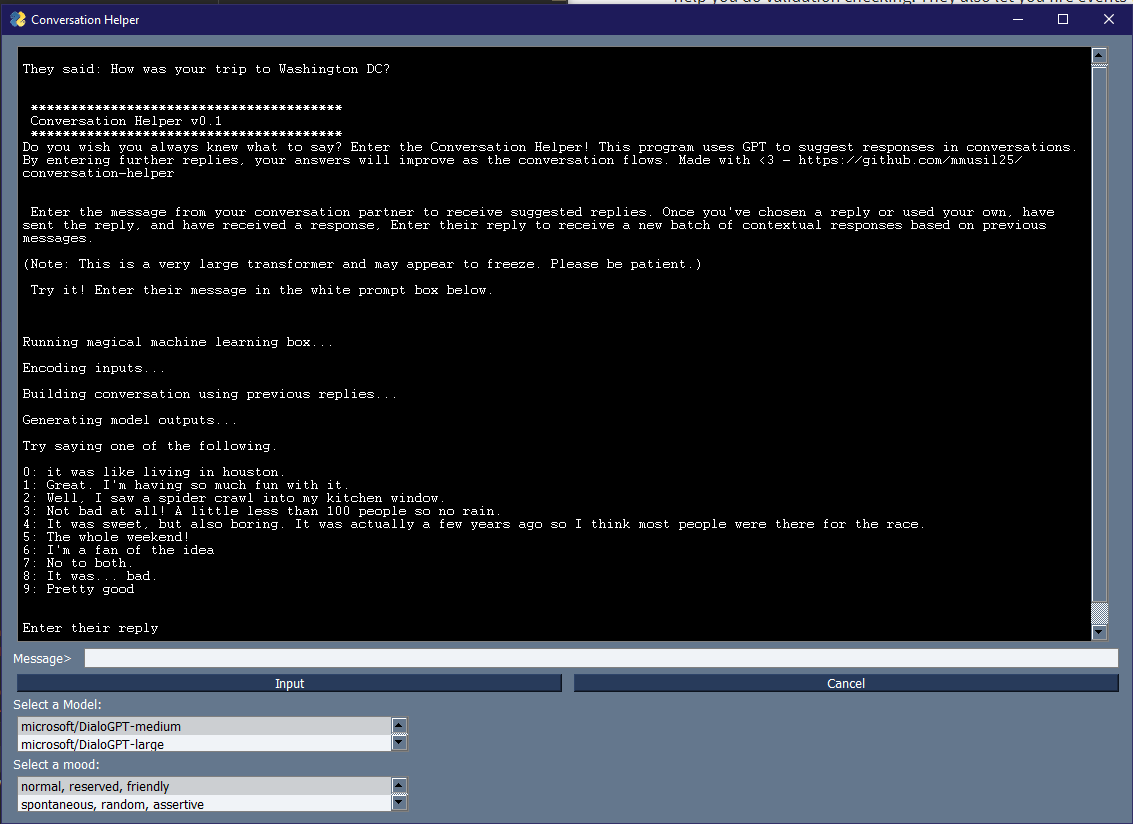 help you do validation checking. They also let you fire events
Conversation Helper
They said: How was your trip to Washington DC?
***************************************
Conversation Helper v0.1
***************************************
Do you wish you always knew what to say? Enter the Conversation Helper! This program uses GPT to suggest responses in conversations.
By entering further replies, your answers will improve as the conversation flows. Made with <3 - https://github.com/mmusil25/
conversation-helper
Enter the message from your conversation partner to receive suggested replies. Once you've chosen a reply or used your own, have
sent the reply, and have received a response, Enter their reply to receive a new batch of contextual responses based on previous
messages.
(Note: This is a very large transformer and may appear to freeze. Please be patient.)
Try it! Enter their message in the white prompt box below.
Running magical machine learning box...
Encoding inputs...
Building conversation using previous replies...
Generating model outputs...
Try saying one of the following.
0: it was like living in houston.
1: Great. I'm having so much fun with it.
2: Well, I saw a spider crawl into my kitchen window.
3: Not bad at all! A little less than 100 people so no rain.
4: It was sweet, but also boring. It was actually a few years ago so I think most people were there for the race.
5: The whole weekend!
6: I'm a fan of the idea
7: No to both.
8: It was... bad.
9: Pretty good
Enter their reply
Message>
Input Cancel
Select a Model:
microsoft/DialoGPT-medium
microsoft/DialoGPT-large
Select a mood:
normal, reserved, friendly
spontaneous, random, assertive